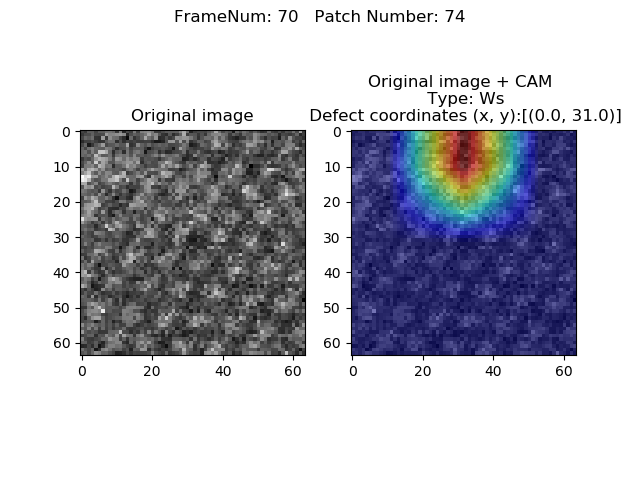 FrameNum: 70   Patch Number: 74
Original image
Original image + CAM
Type: Ws
Defect coordinates (x, y):[(0.0, 31.0)]
0
10
20
30
40
50
60
0 20 40 60
0
10
20
30
40
50
60
0 20 40 60